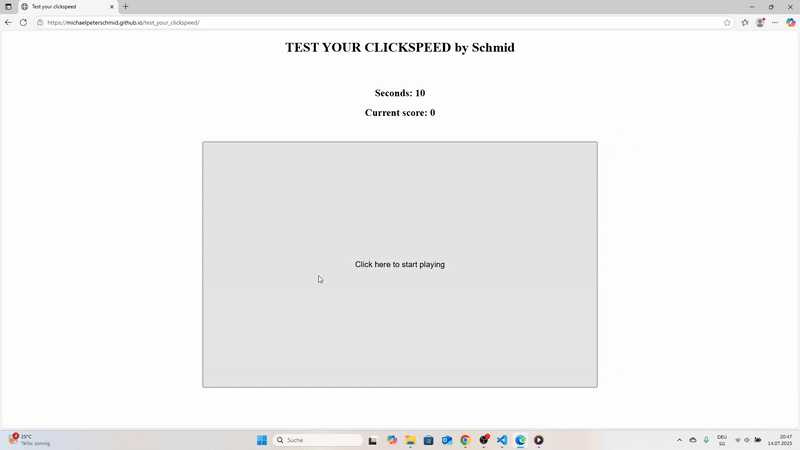 Test your clickspeed
https://michaelpeterschmid.github.io/test_your_clickspeed/
TEST YOUR CLICKSPEED by Schmid
Seconds: 10
Current score: 0
Click here to start playing
4
25°C
Teilw. sonnig
Suche
DEU
SG
20:47
14.07.2025